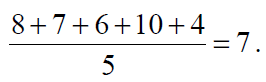 8 + 7 + 6 + 10 + 4
5
= 7 .